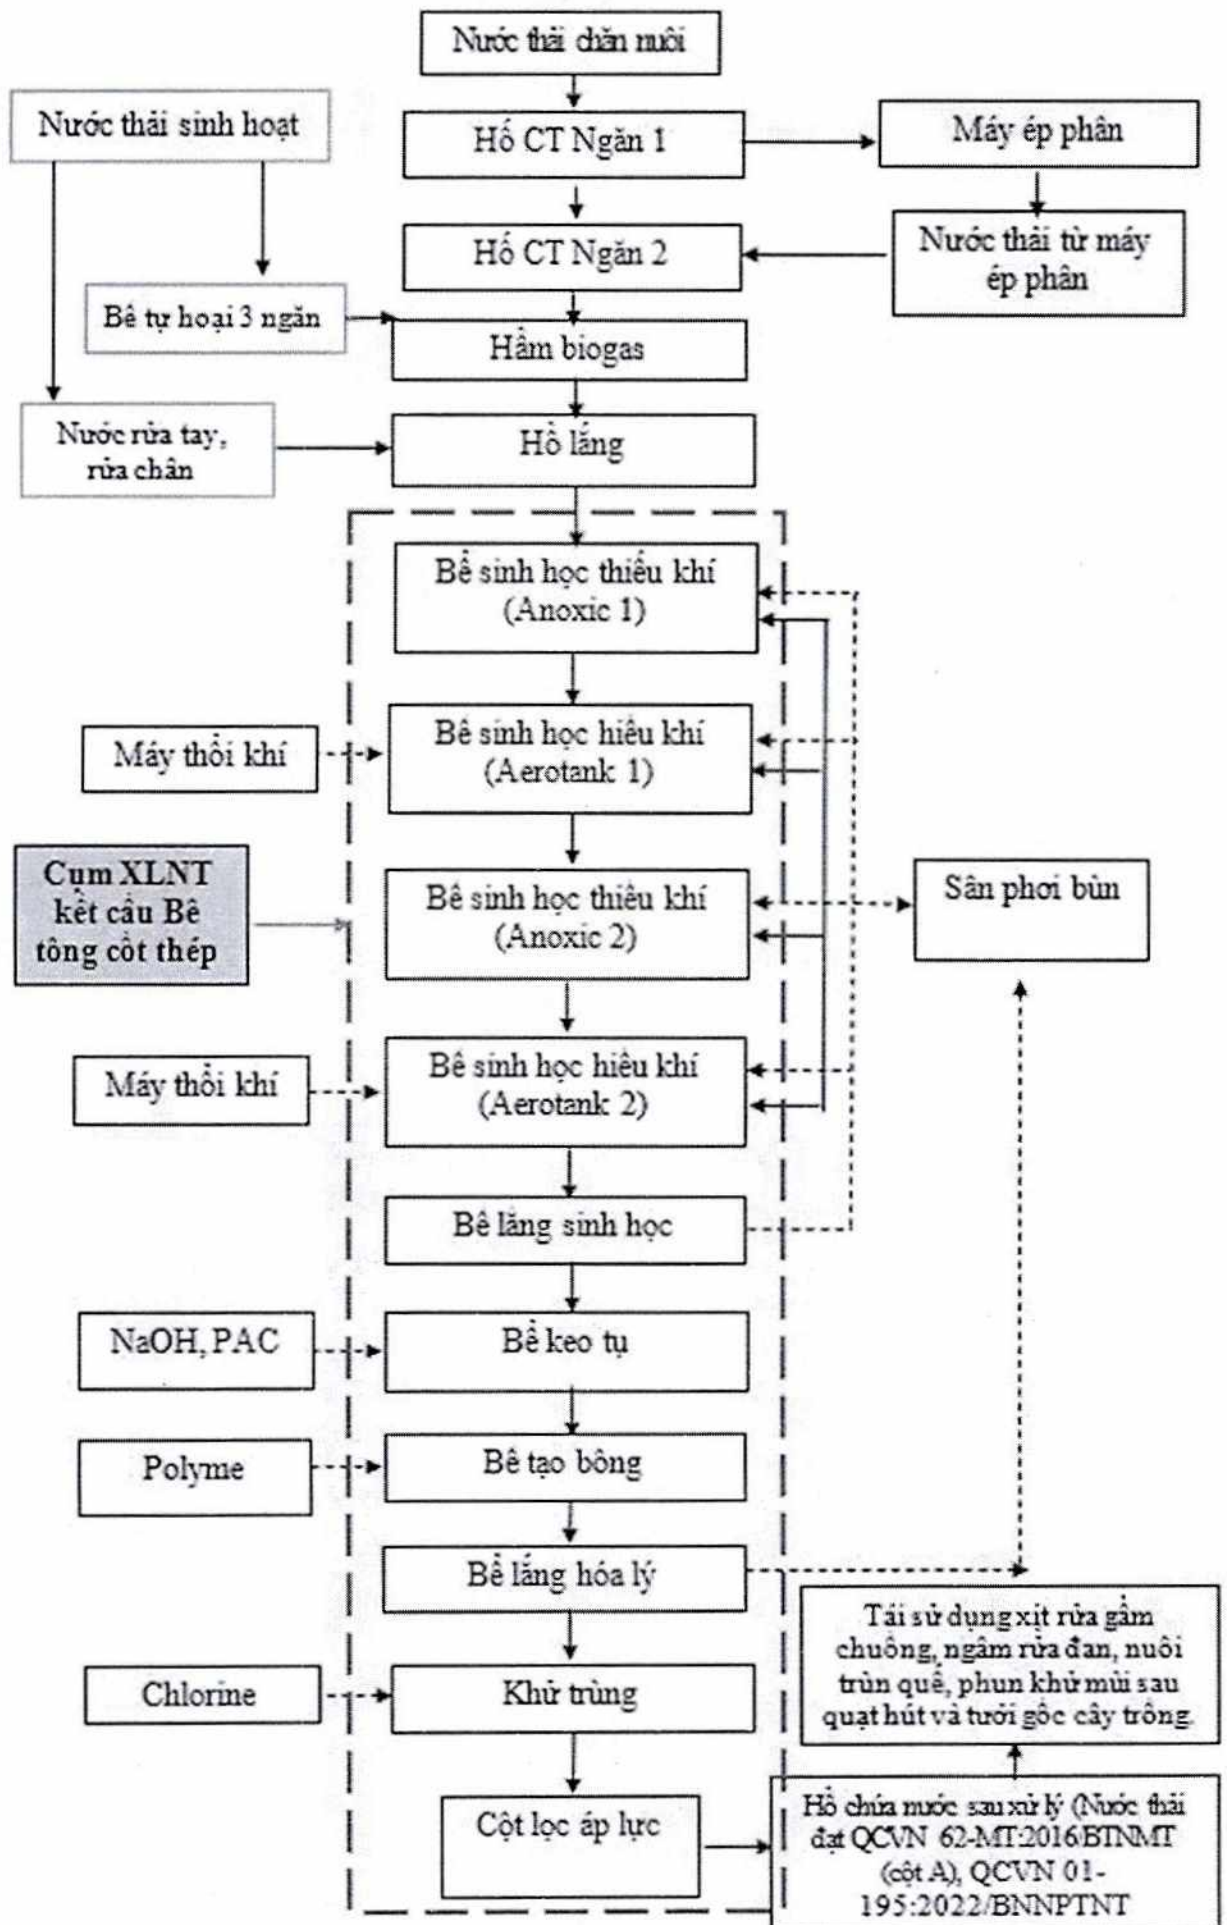 Nước thải chăn nuôi
Nước thải sinh hoạt
Hố CT Ngăn 1
Máy ép phân
Hố CT Ngăn 2
Nước thải từ máy
ép phân
Bể tự hoại 3 ngăn
Hầm biogas
Nước rửa tay,
rửa chân
Hồ lắng
Bể sinh học thiếu khí
(Anoxic 1)
Máy thổi khí
Bể sinh học hiếu khí
(Aerotank 1)
Cụm XLNT
kết cấu Bê
tông cốt thép
Bể sinh học thiếu khí
(Anoxic 2)
Sân phơi bùn
Máy thổi khí
Bể sinh học hiếu khí
(Aerotank 2)
Bể lắng sinh học
NaOH, PAC
Bể keo tụ
Polyme
Bể tạo bông
Bể lắng hóa lý
Tái sử dụng xịt rửa gầm
chuồng, ngâm rửa đan, nuôi
trùn quế, phun khử mùi sau
quạt hút và tưới gốc cây trồng.
Chlorine
Khử trùng
Cột lọc áp lực
Hồ chứa nước sau xử lý (Nước thải
đạt QCVN 62-MT:2016/BTNMT
(cột A), QCVN 01-
195:2022/BNNPTNT